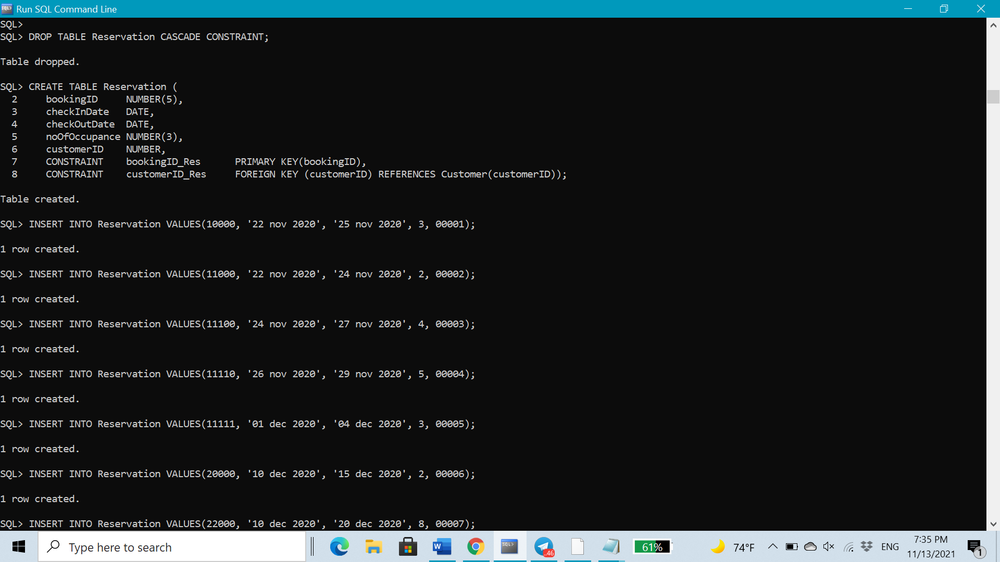 Run SQL Command Line
SQL>
SQL> DROP TABLE Reservation CASCADE CONSTRAINT;
Table dropped.
SQL> CREATE TABLE Reservation (
  2     bookingID     NUMBER(5),
  3     checkInDate   DATE,
  4     checkOutDate  DATE,
  5     noOfOccupance NUMBER(3),
  6     customerID    NUMBER,
  7     CONSTRAINT    bookingID_Res      PRIMARY KEY(bookingID),
  8     CONSTRAINT    customerID_Res     FOREIGN KEY (customerID) REFERENCES Customer(customerID));
Table created.
SQL> INSERT INTO Reservation VALUES(10000, '22 nov 2020', '25 nov 2020', 3, 00001);
1 row created.
SQL> INSERT INTO Reservation VALUES(11000, '22 nov 2020', '24 nov 2020', 2, 00002);
1 row created.
SQL> INSERT INTO Reservation VALUES(11100, '24 nov 2020', '27 nov 2020', 4, 00003);
1 row created.
SQL> INSERT INTO Reservation VALUES(11110, '26 nov 2020', '29 nov 2020', 5, 00004);
1 row created.
SQL> INSERT INTO Reservation VALUES(11111, '01 dec 2020', '04 dec 2020', 3, 00005);
1 row created.
SQL> INSERT INTO Reservation VALUES(20000, '10 dec 2020', '15 dec 2020', 2, 00006);
1 row created.
SQL> INSERT INTO Reservation VALUES(22000, '10 dec 2020', '20 dec 2020', 8, 00007);
Type here to search
W
SQL>
..46
61%
74°F
ENG
7:35 PM
11/13/2021
1